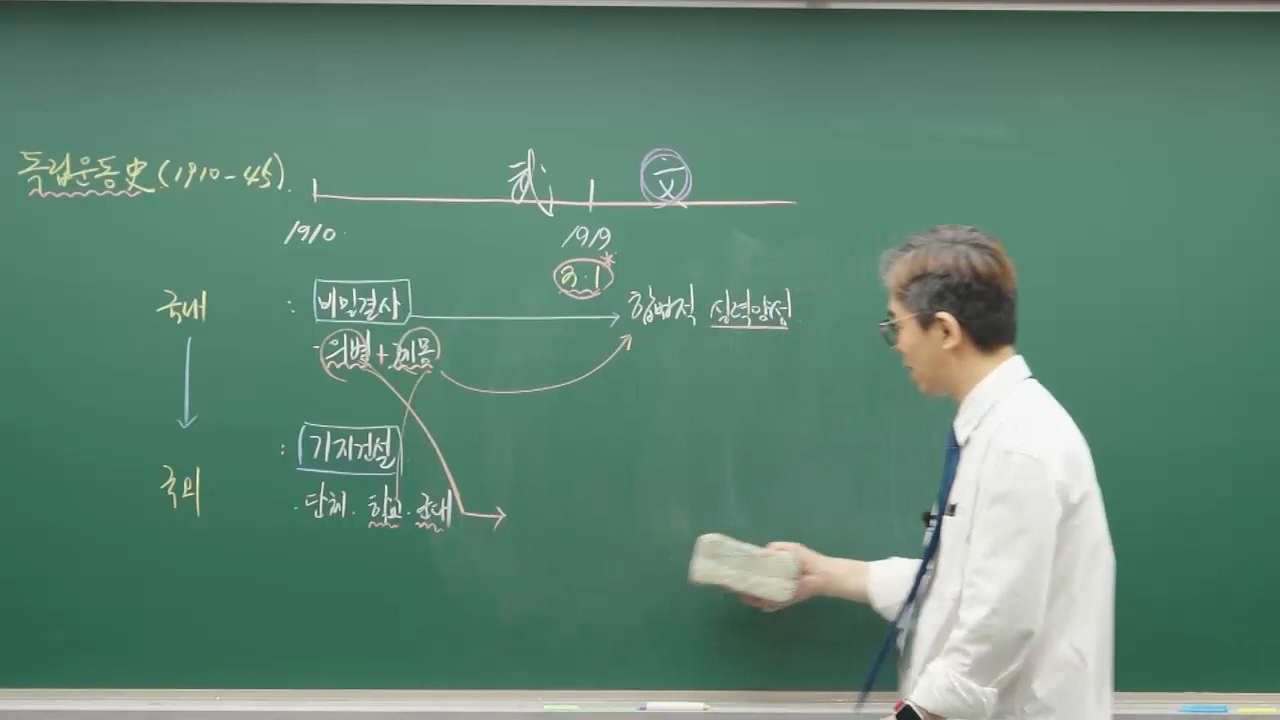 독립운동史(1910-45).
武 文
1910 1919
3·1
국내 : 비밀결사 합법적 실력양성
의병 + 계몽
국외 : 기지건설
· 단체 · 학교 · 군대